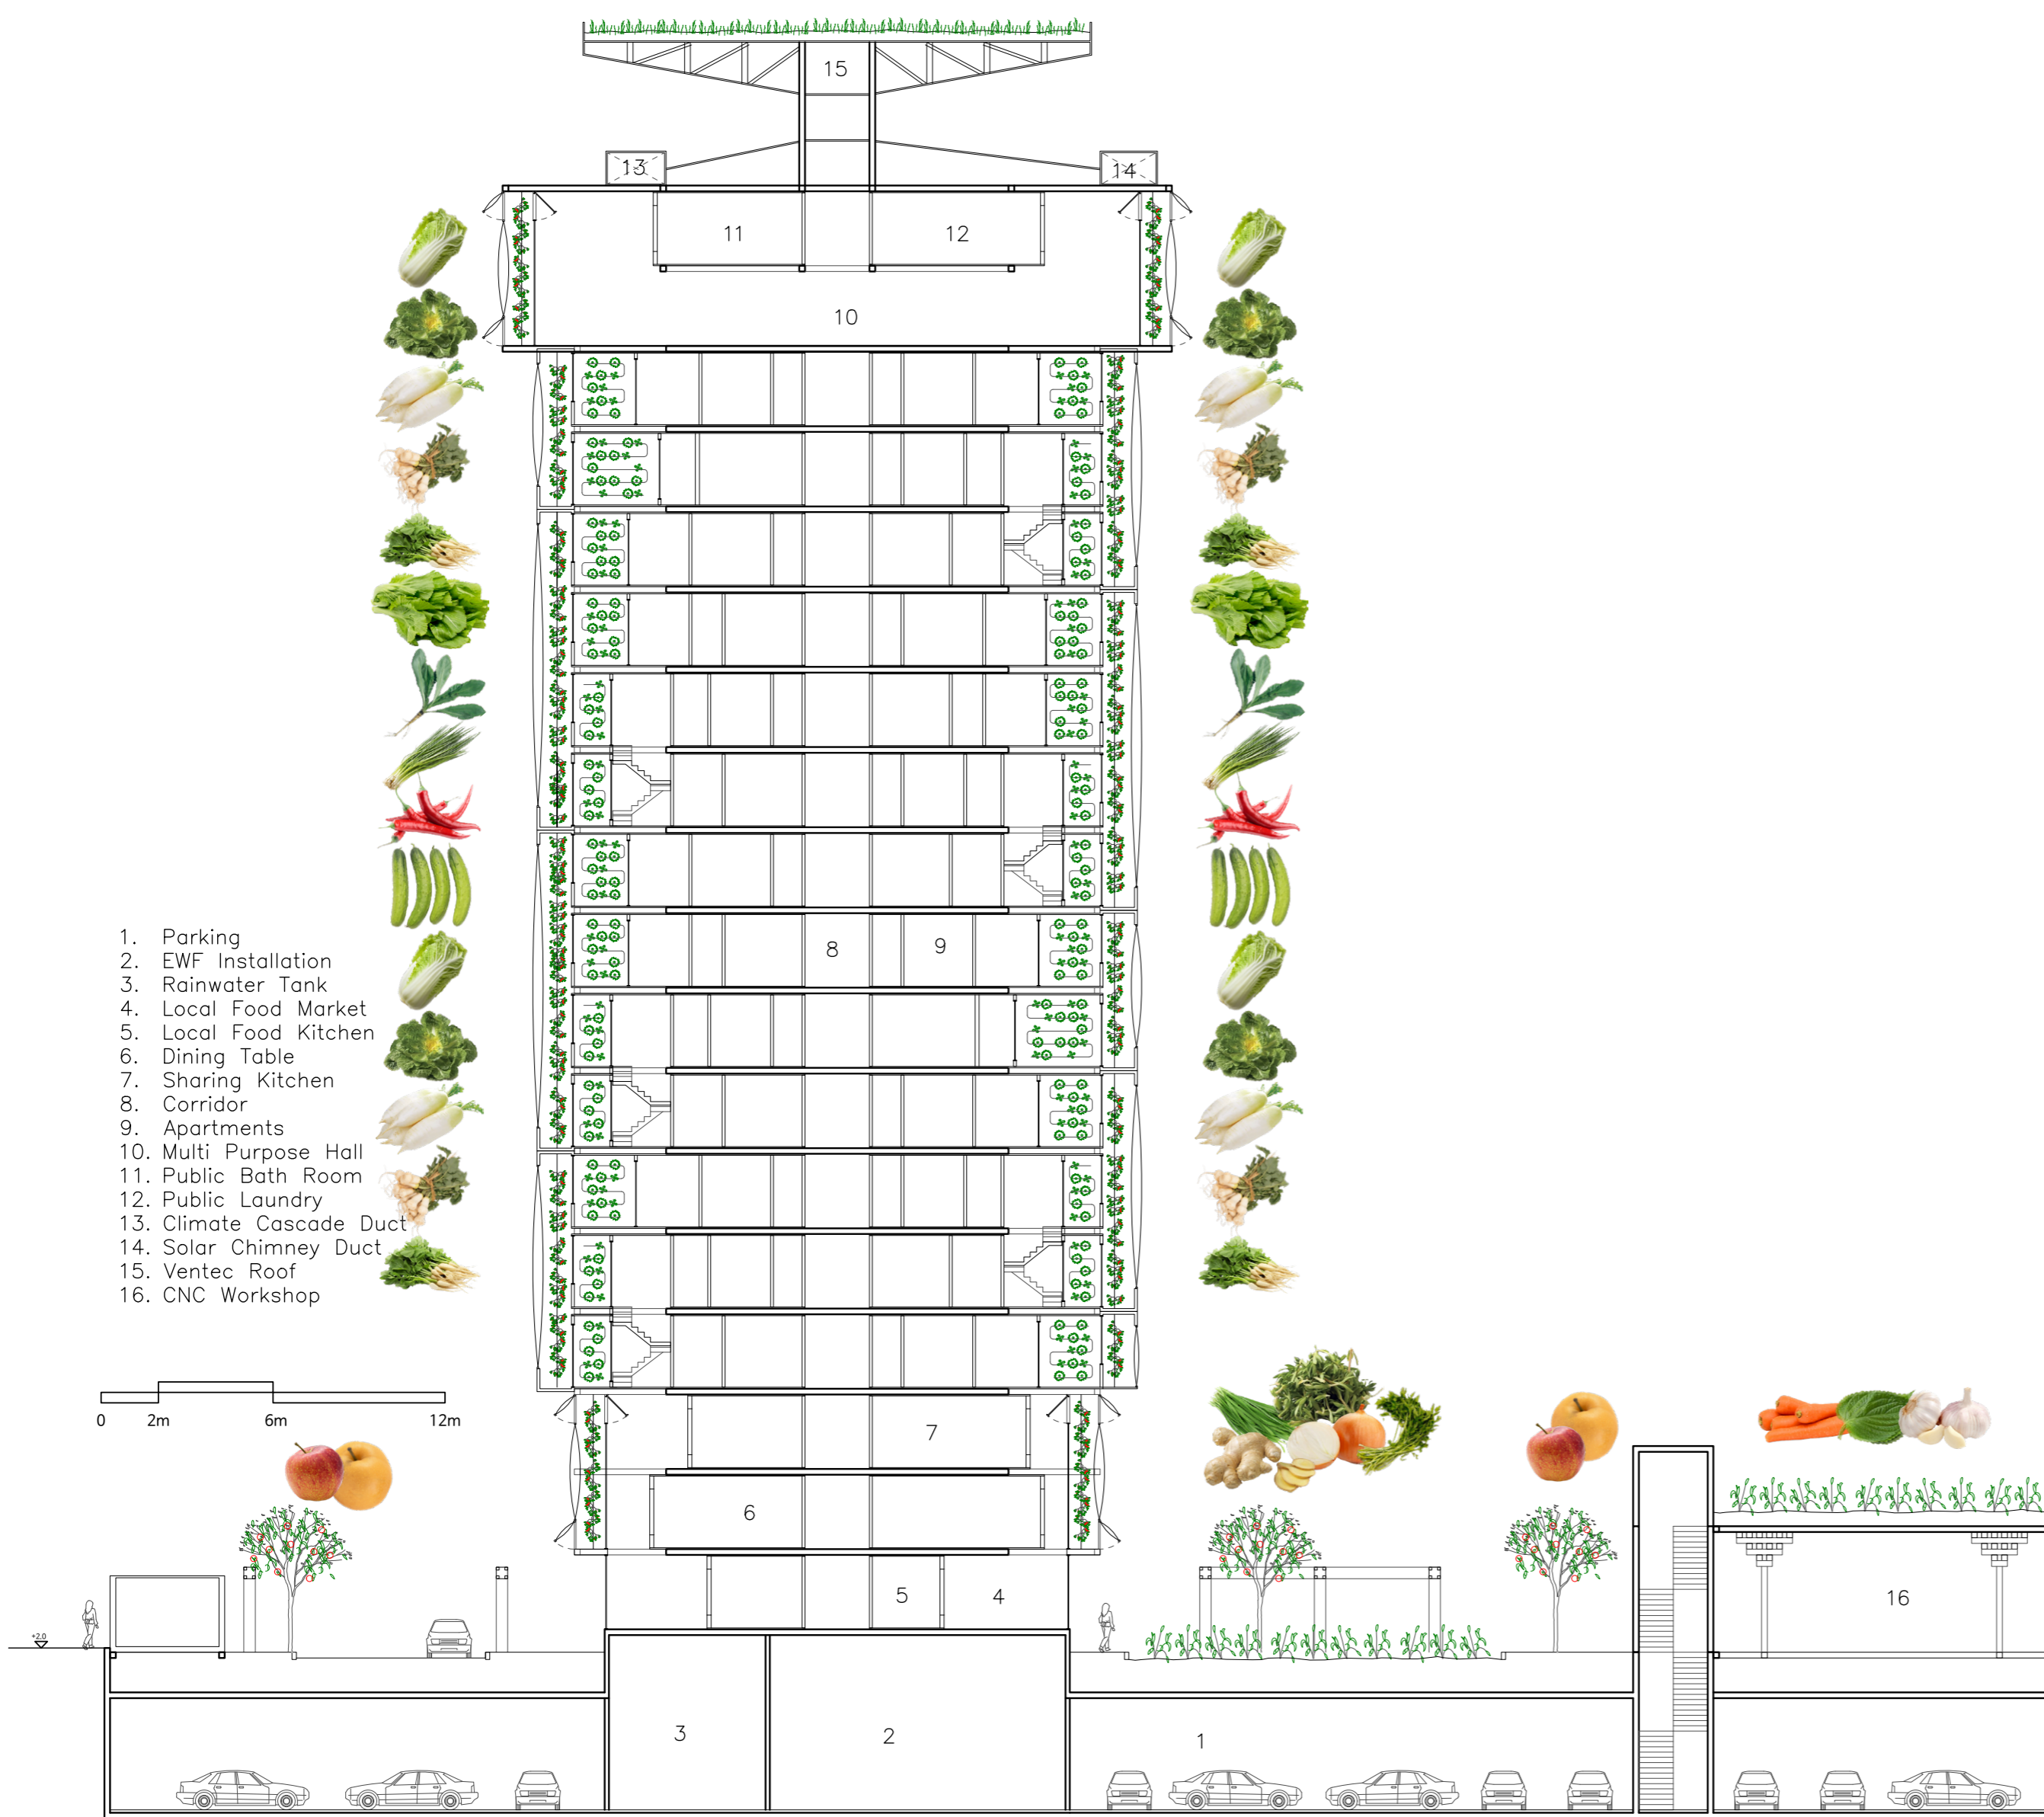 15
13
14
11
12
10
8
9
1. Parking
2. EWF Installation
3. Rainwater Tank
4. Local Food Market
5. Local Food Kitchen
6. Dining Table
7. Sharing Kitchen
8. Corridor
9. Apartments
10. Multi Purpose Hall
11. Public Bath Room
12. Public Laundry
13. Climate Cascade Duct
14. Solar Chimney Duct
15. Ventec Roof
16. CNC Workshop
0 2m 6m 12m
7
6
5
4
16
+2.0
3
2
1